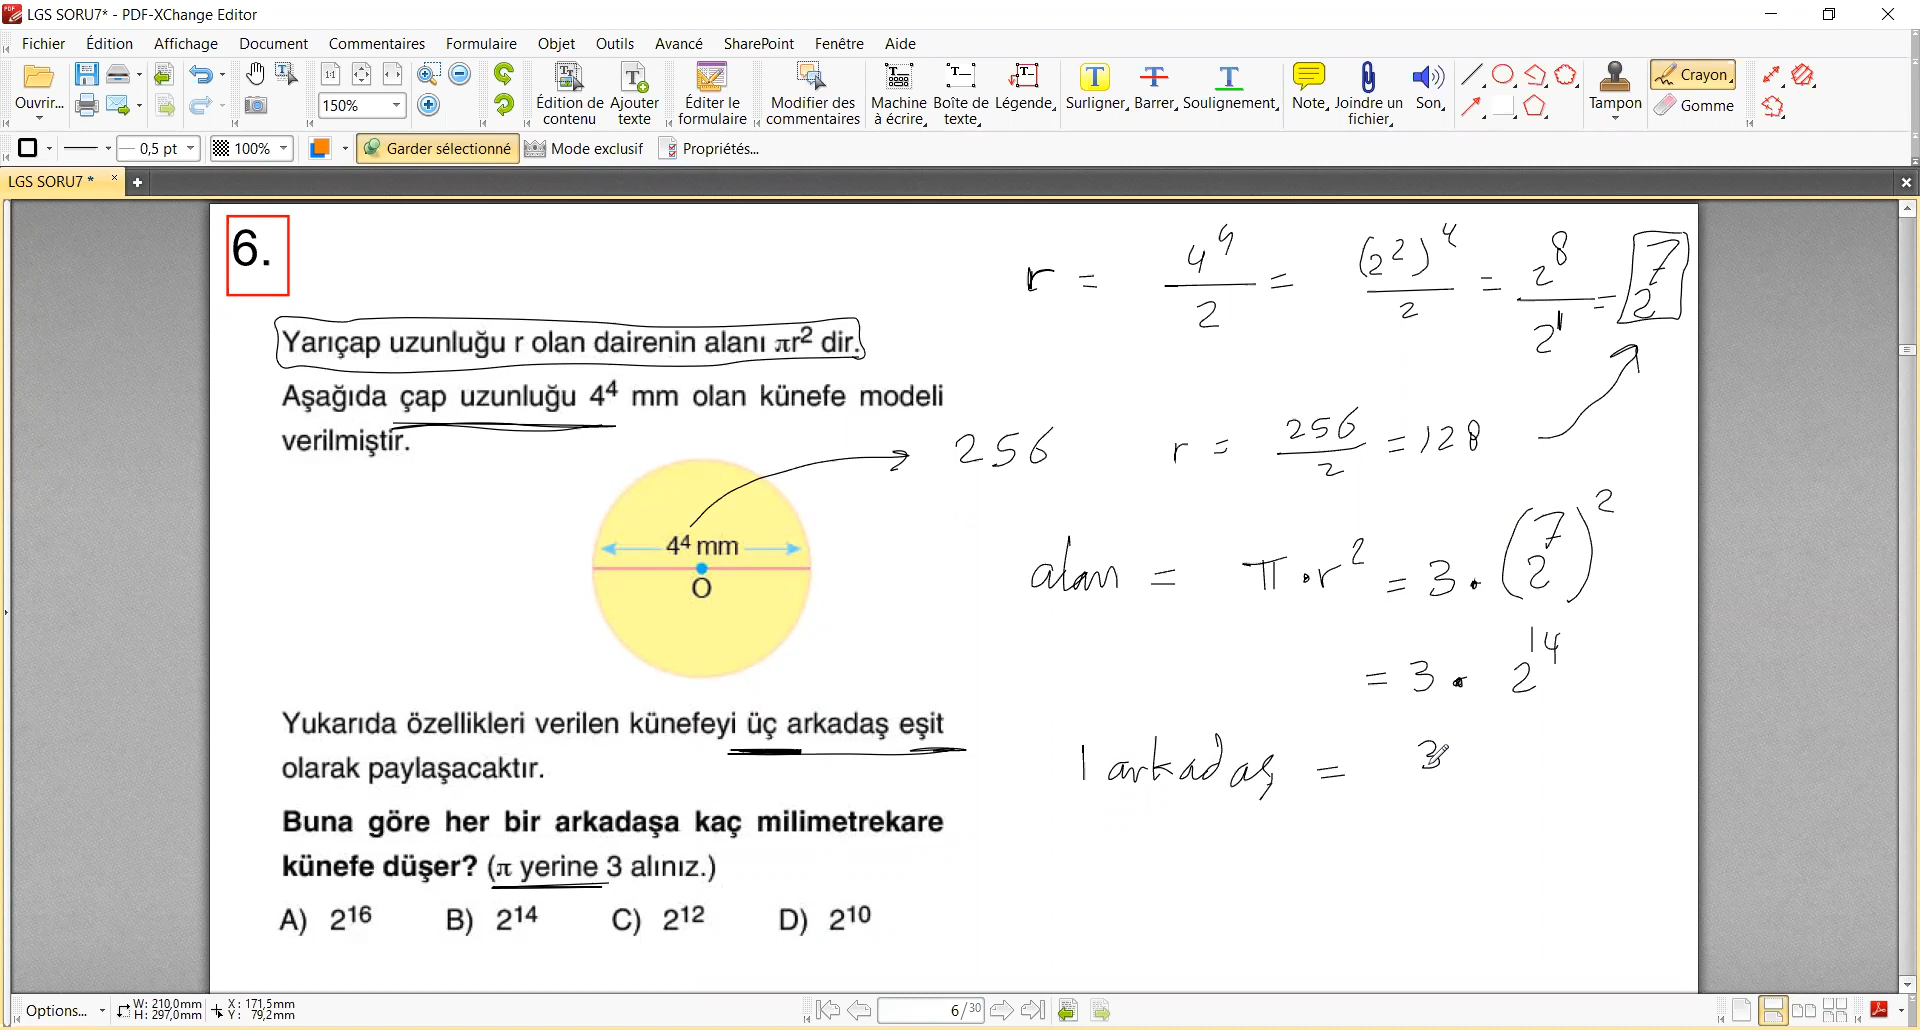 LGS SORU7* - PDF-XChange Editor
Fichier Édition Affichage Document Commentaires Formulaire Objet Outils Avancé SharePoint Fenêtre Aide
Ouvrir... 150% Édition de contenu Ajouter texte Éditer le formulaire Modifier des commentaires Machine à écrire Boîte de texte Légende Surligner Barrer Soulignement Note Joindre un fichier Son Tampon Crayon Gomme
0,5 pt 100% Garder sélectionné Mode exclusif Propriétés...
LGS SORU7 *
6.
Yarıçap uzunluğu r olan dairenin alanı πr² dir.
Aşağıda çap uzunluğu 4⁴ mm olan künefe modeli
verilmiştir.
4⁴ mm
O
Yukarıda özellikleri verilen künefeyi üç arkadaş eşit
olarak paylaşacaktır.
Buna göre her bir arkadaşa kaç milimetrekare
künefe düşer? (π yerine 3 alınız.)
A) 2¹⁶ B) 2¹⁴ C) 2¹² D) 2¹⁰
r = 4⁴/2 = (2²)⁴/2 = 2⁸/2¹ = 2⁷
256 r = 256/2 = 128
alan = π·r² = 3·(2⁷)²
= 3·2¹⁴
1 arkadaş = 3
Options... W: 210,0mm H: 297,0mm X: 171,5mm Y: 79,2mm 6/30